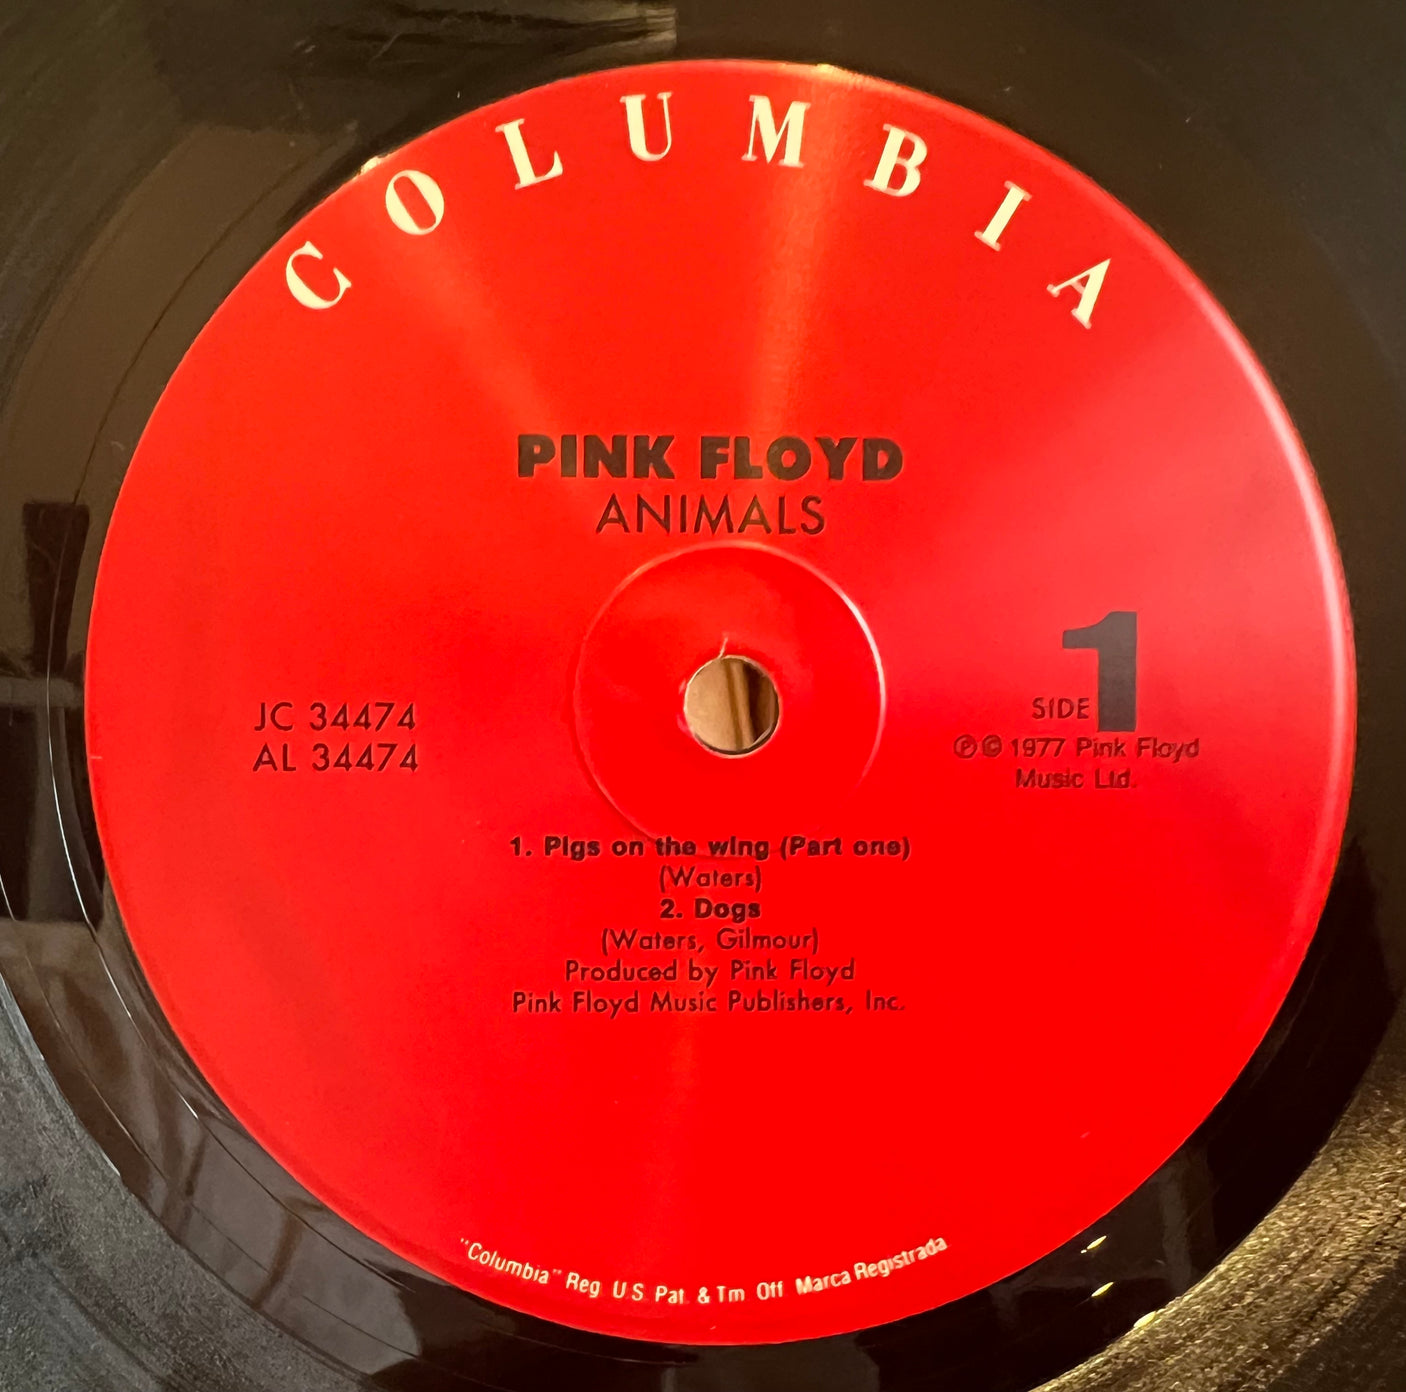 COLUMBIA
PINK FLOYD
ANIMALS
JC 34474
AL 34474
SIDE 1
℗ © 1977 Pink Floyd
Music Ltd.
1. Pigs on the wing (Part one)
(Waters)
2. Dogs
(Waters, Gilmour)
Produced by Pink Floyd
Pink Floyd Music Publishers, Inc.
"Columbia" Reg. U.S. Pat. & Tm Off Marca Registrada